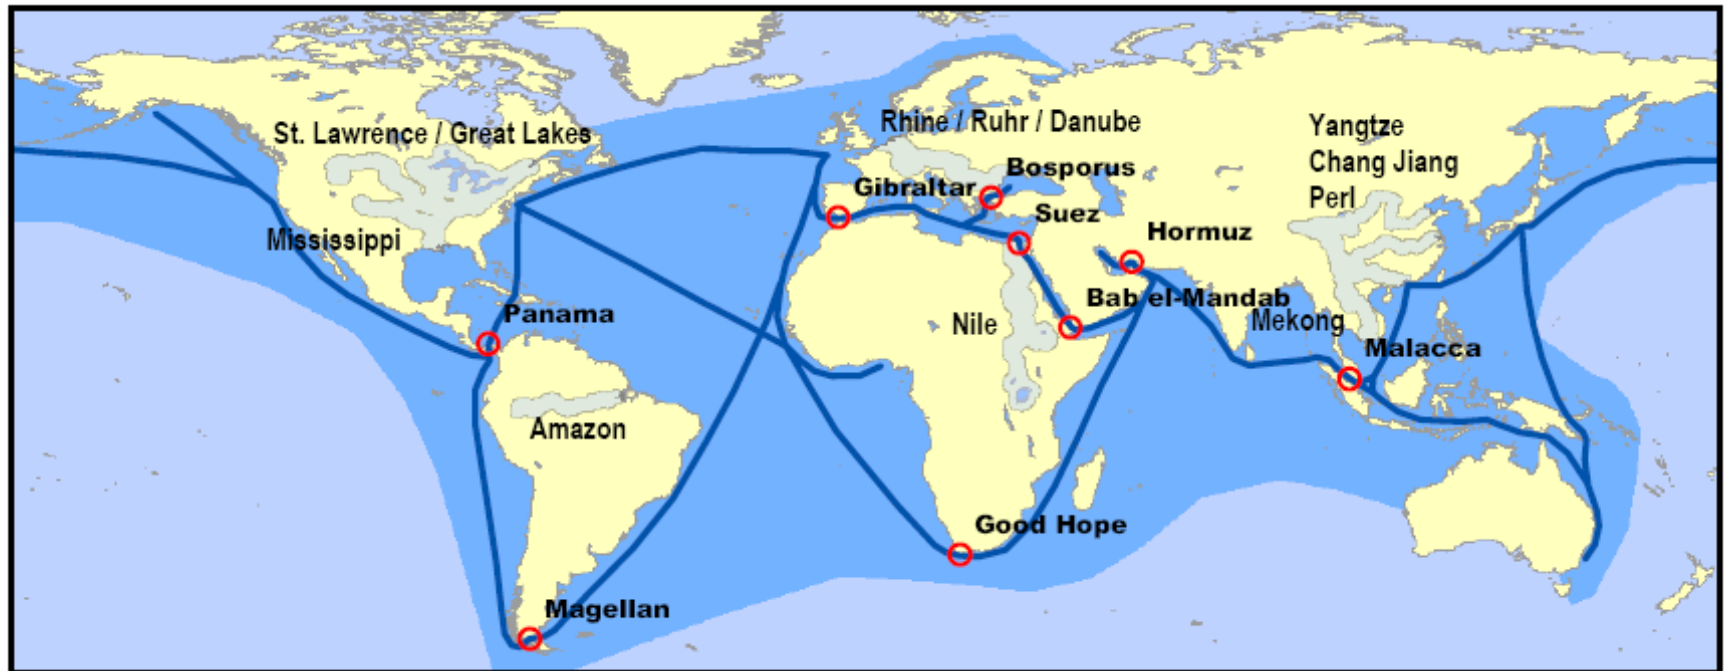 St. Lawrence / Great Lakes
Rhine / Ruhr / Danube
Yangtze
Chang Jiang
Perl
Bosporus
Gibraltar
Suez
Mississippi
Hormuz
Panama
Bab el-Mandab
Nile
Mekong
Malacca
Amazon
Good Hope
Magellan